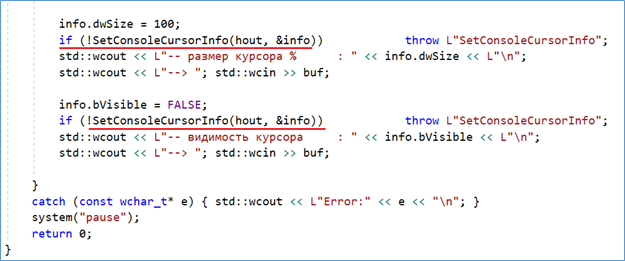 info.dwSize = 100;
if (!SetConsoleCursorInfo(hout, &info))            throw L"SetConsoleCursorInfo";
std::wcout << L"-- размер курсора %     : " << info.dwSize << L"\n";
std::wcout << L"--> "; std::wcin >> buf;
info.bVisible = FALSE;
if (!SetConsoleCursorInfo(hout, &info))            throw L"SetConsoleCursorInfo";
std::wcout << L"-- видимость курсора     : " << info.bVisible << L"\n";
std::wcout << L"--> "; std::wcin >> buf;
}
catch (const wchar_t* e) { std::wcout << L"Error:" << e << "\n"; }
system("pause");
return 0;
}